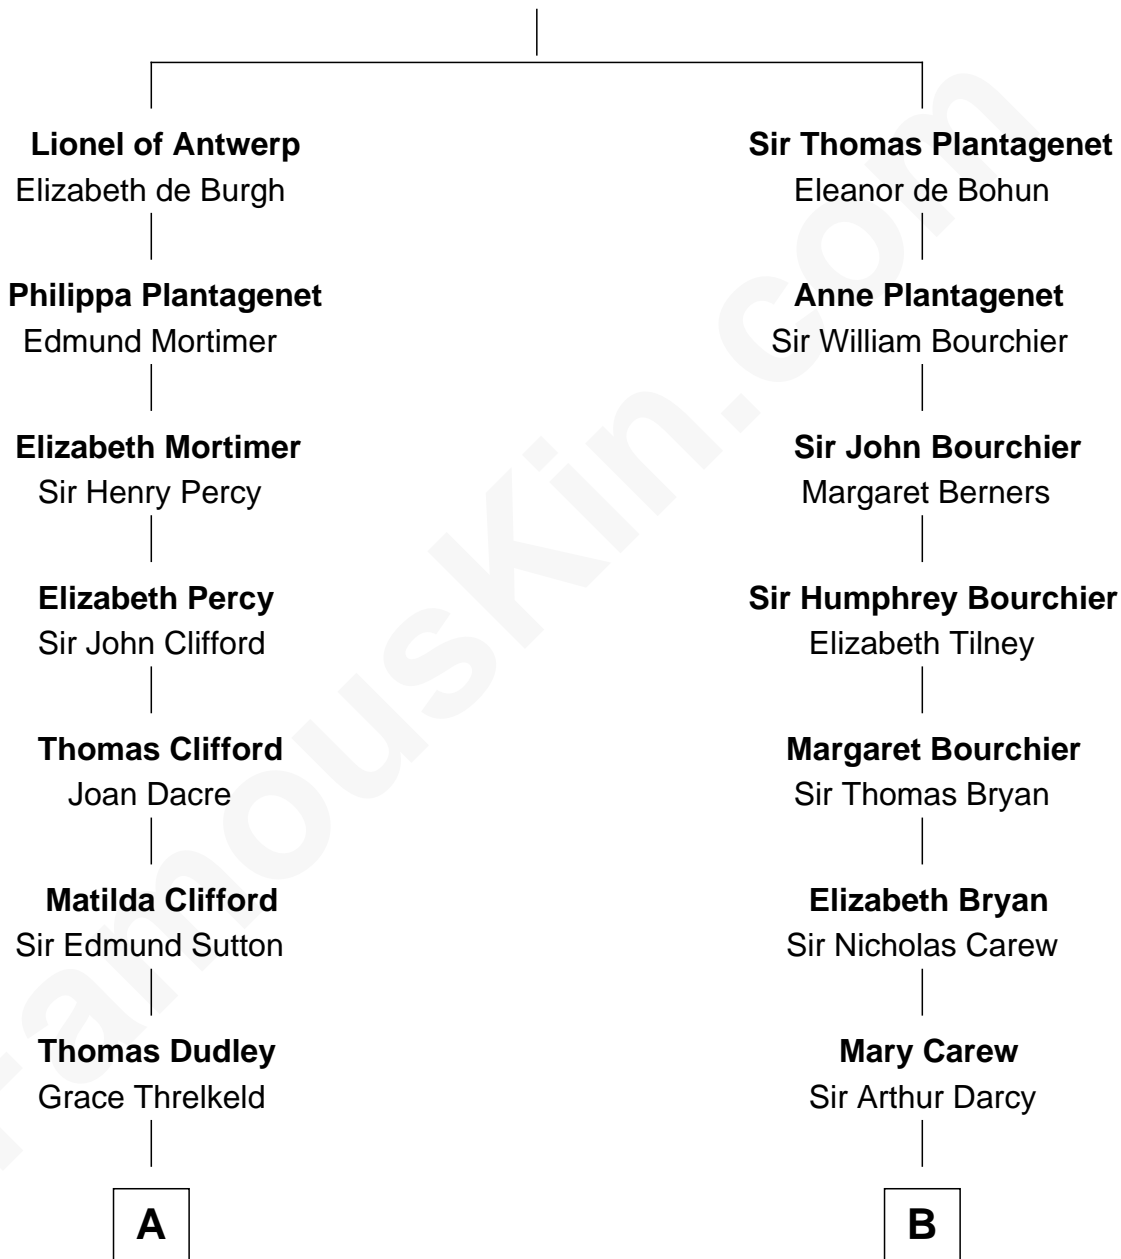 Lionel of Antwerp
Elizabeth de Burgh
Philippa Plantagenet
Edmund Mortimer
Elizabeth Mortimer
Sir Henry Percy
Elizabeth Percy
Sir John Clifford
Thomas Clifford
Joan Dacre
Matilda Clifford
Sir Edmund Sutton
Thomas Dudley
Grace Threlkeld
A
Sir Thomas Plantagenet
Eleanor de Bohun
Anne Plantagenet
Sir William Bourchier
Sir John Bourchier
Margaret Berners
Sir Humphrey Bourchier
Elizabeth Tilney
Margaret Bourchier
Sir Thomas Bryan
Elizabeth Bryan
Sir Nicholas Carew
Mary Carew
Sir Arthur Darcy
B
FamousKin.com